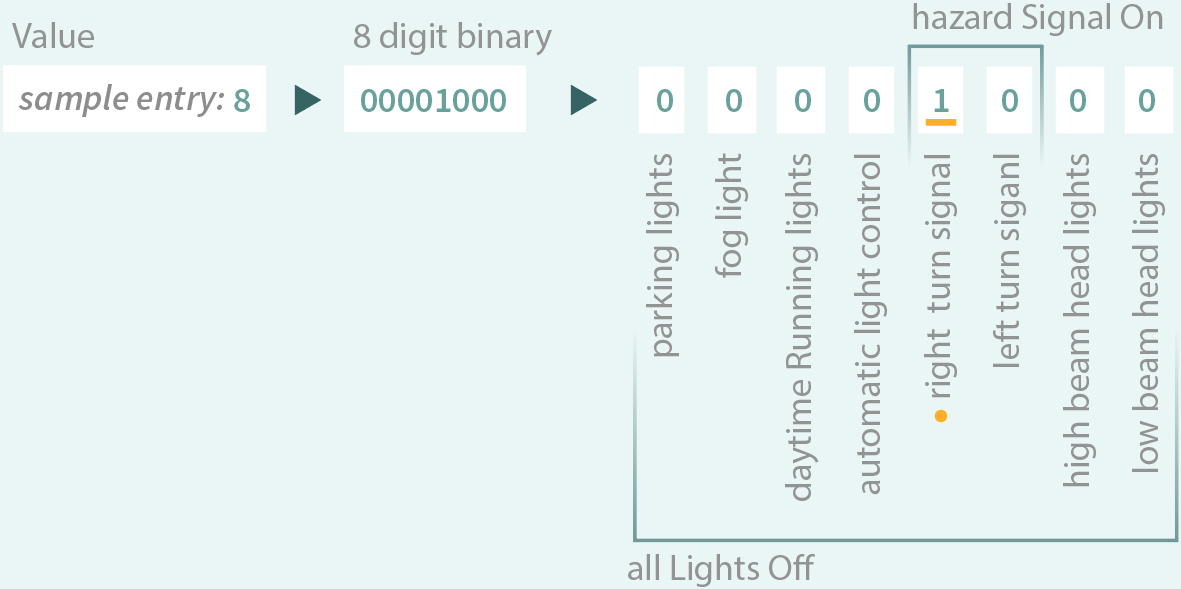 hazard Signal On
Value
8 digit binary
sample entry: 8
00001000
0 0 0 0 1 0 0 0
parking lights
fog light
daytime Running lights
automatic light control
right turn signal
left turn siganl
high beam head lights
low beam head lights
all Lights Off